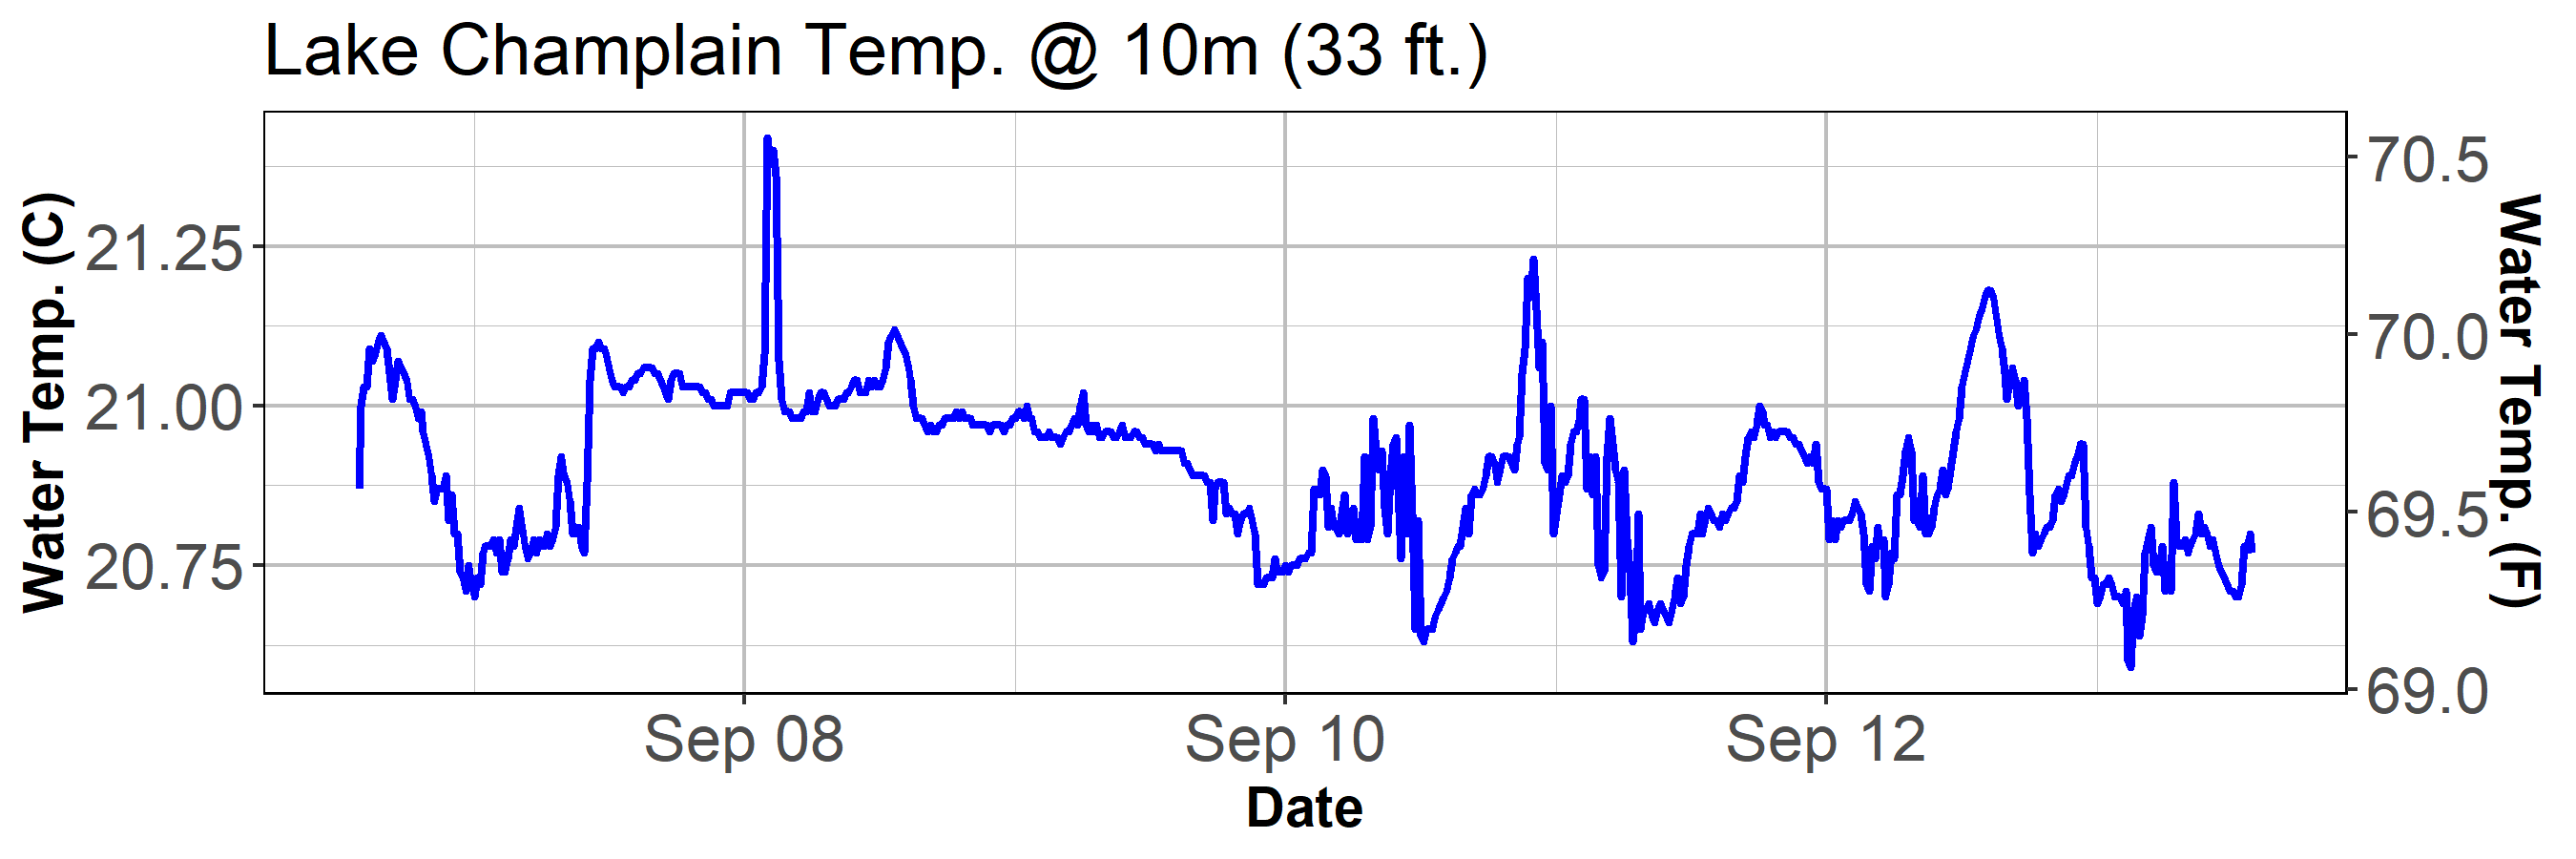 Lake Champlain Temp. @ 10m (33 ft.)
Water Temp. (C)
21.25
21.00
20.75
70.5
70.0
69.5
69.0
Water Temp. (F)
Sep 08
Sep 10
Sep 12
Date